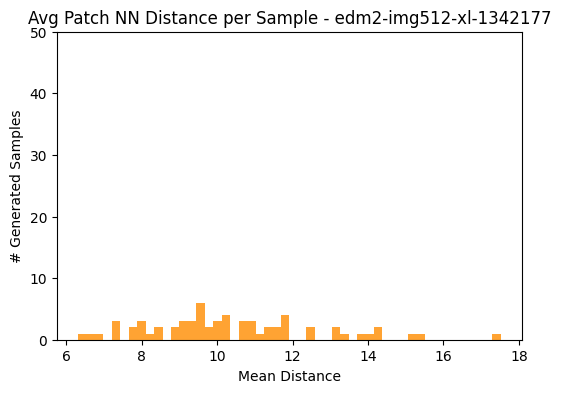 Avg Patch NN Distance per Sample - edm2-img512-xl-1342177
50
40
30
20
10
0
# Generated Samples
6 8 10 12 14 16 18
Mean Distance